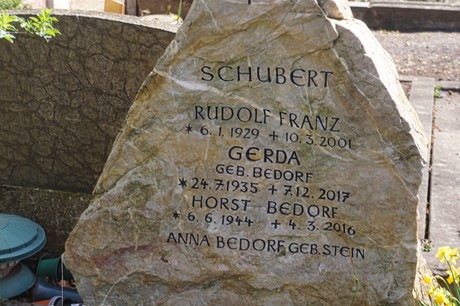 SCHUBERT
RUDOLF FRANZ
* 6.1.1929 + 10.3.2001
GERDA
GEB. BEDORF
* 24.7.1935 + 7.12.2017
HORST BEDORF
* 6.6.1944 + 4.3.2016
ANNA BEDORF GEB. STEIN